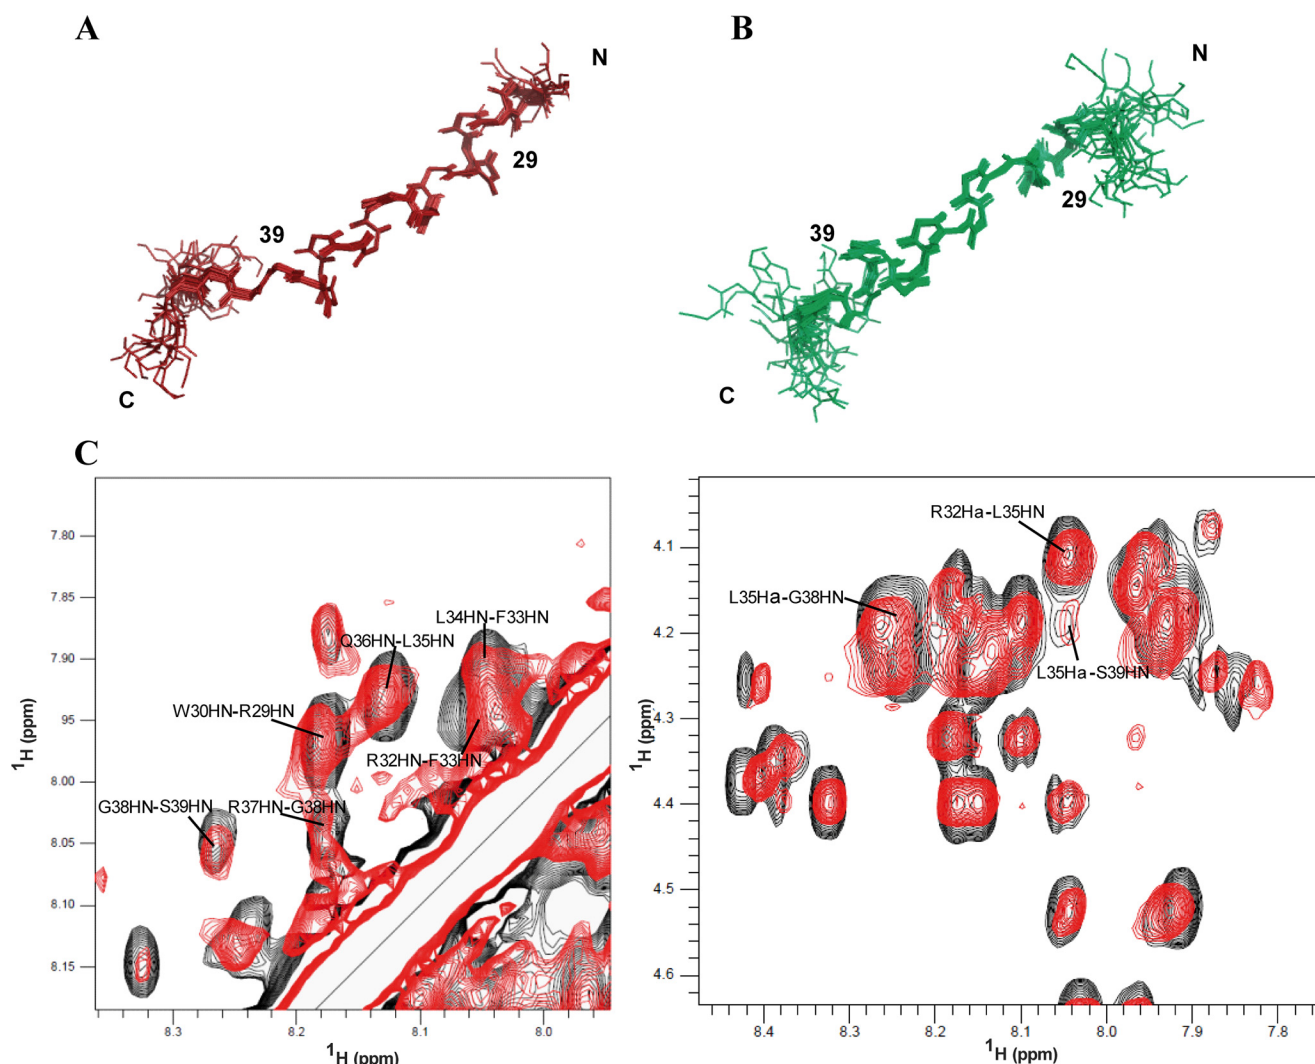 A
B
N
N
29
29
39
39
C
C
C
7.80
7.85
7.90
7.95
8.00
8.05
8.10
8.15
¹H (ppm)
L34HN-F33HN
Q36HN-L35HN
W30HN-R29HN
R32HN-F33HN
G38HN-S39HN
R37HN-G38HN
8.3
8.2
8.1
8.0
¹H (ppm)
4.1
4.2
4.3
4.4
4.5
4.6
¹H (ppm)
R32Ha-L35HN
L35Ha-G38HN
L35Ha-S39HN
8.4
8.3
8.2
8.1
8.0
7.9
7.8
¹H (ppm)